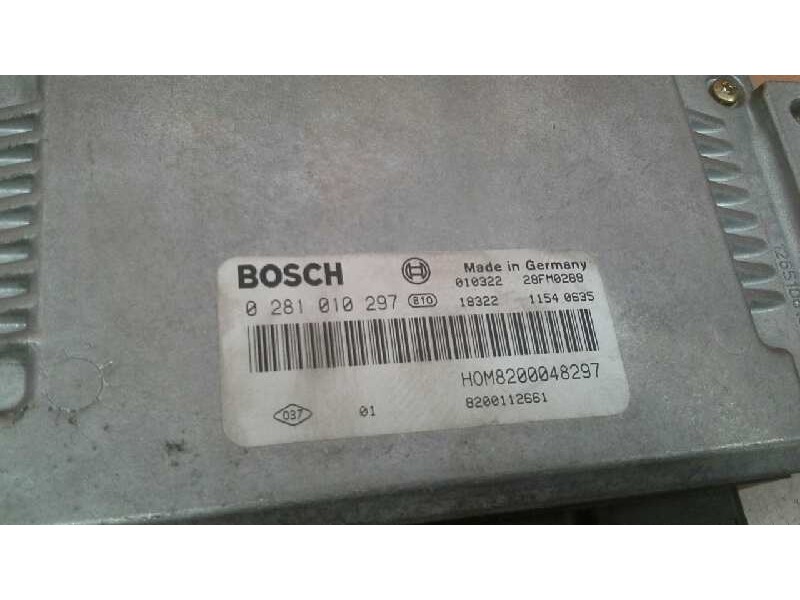 BOSCH
Made in Germany
010322 28FM0289
0 281 010 297 810 18322 1154 0635
HOM8200048297
037 01 8200112661